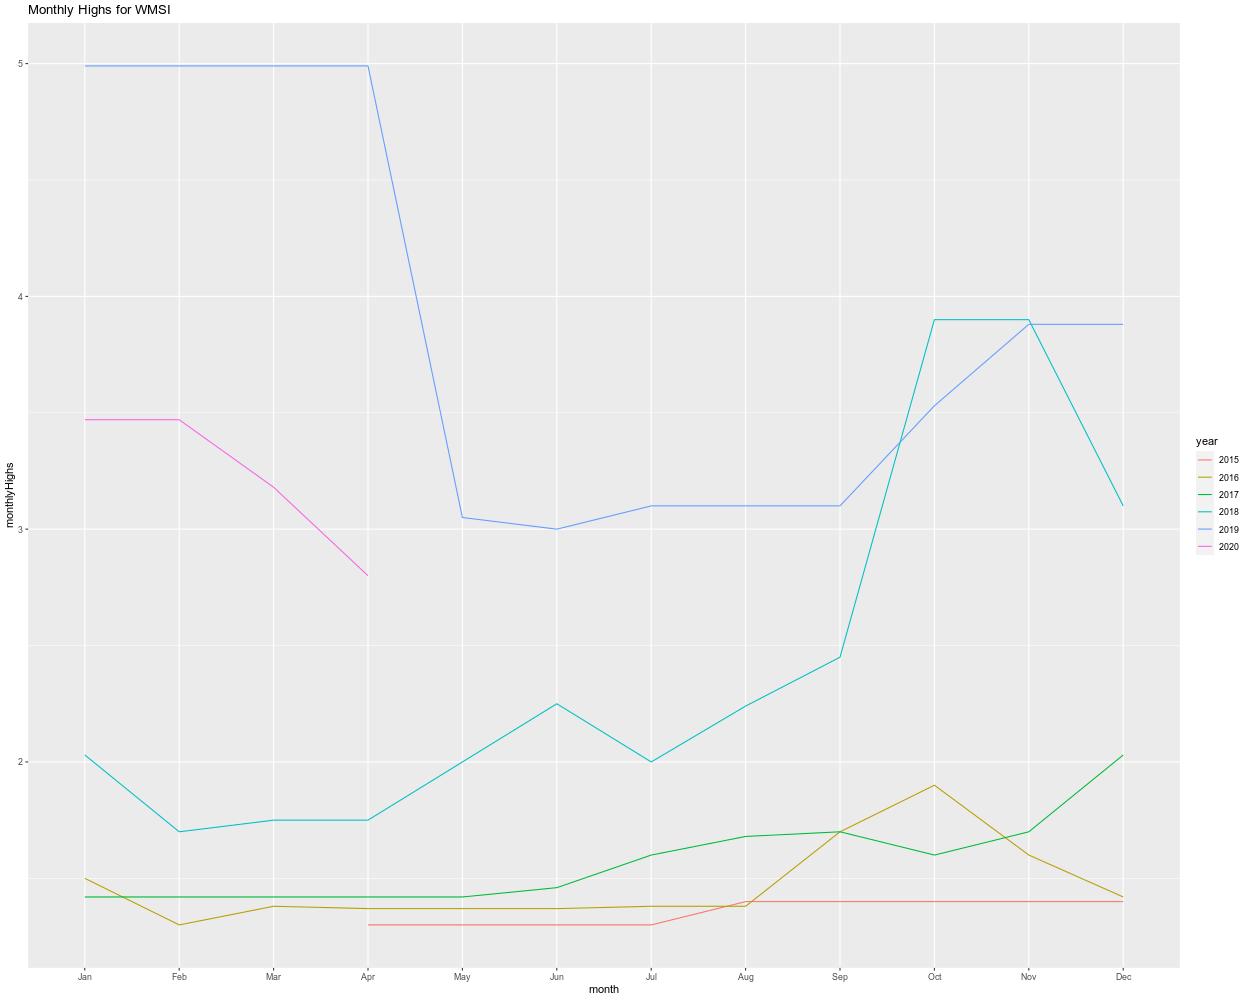 Monthly Highs for WMSI
5
4
3
2
monthlyHighs
Jan Feb Mar Apr May Jun Jul Aug Sep Oct Nov Dec
month
year
2015
2016
2017
2018
2019
2020